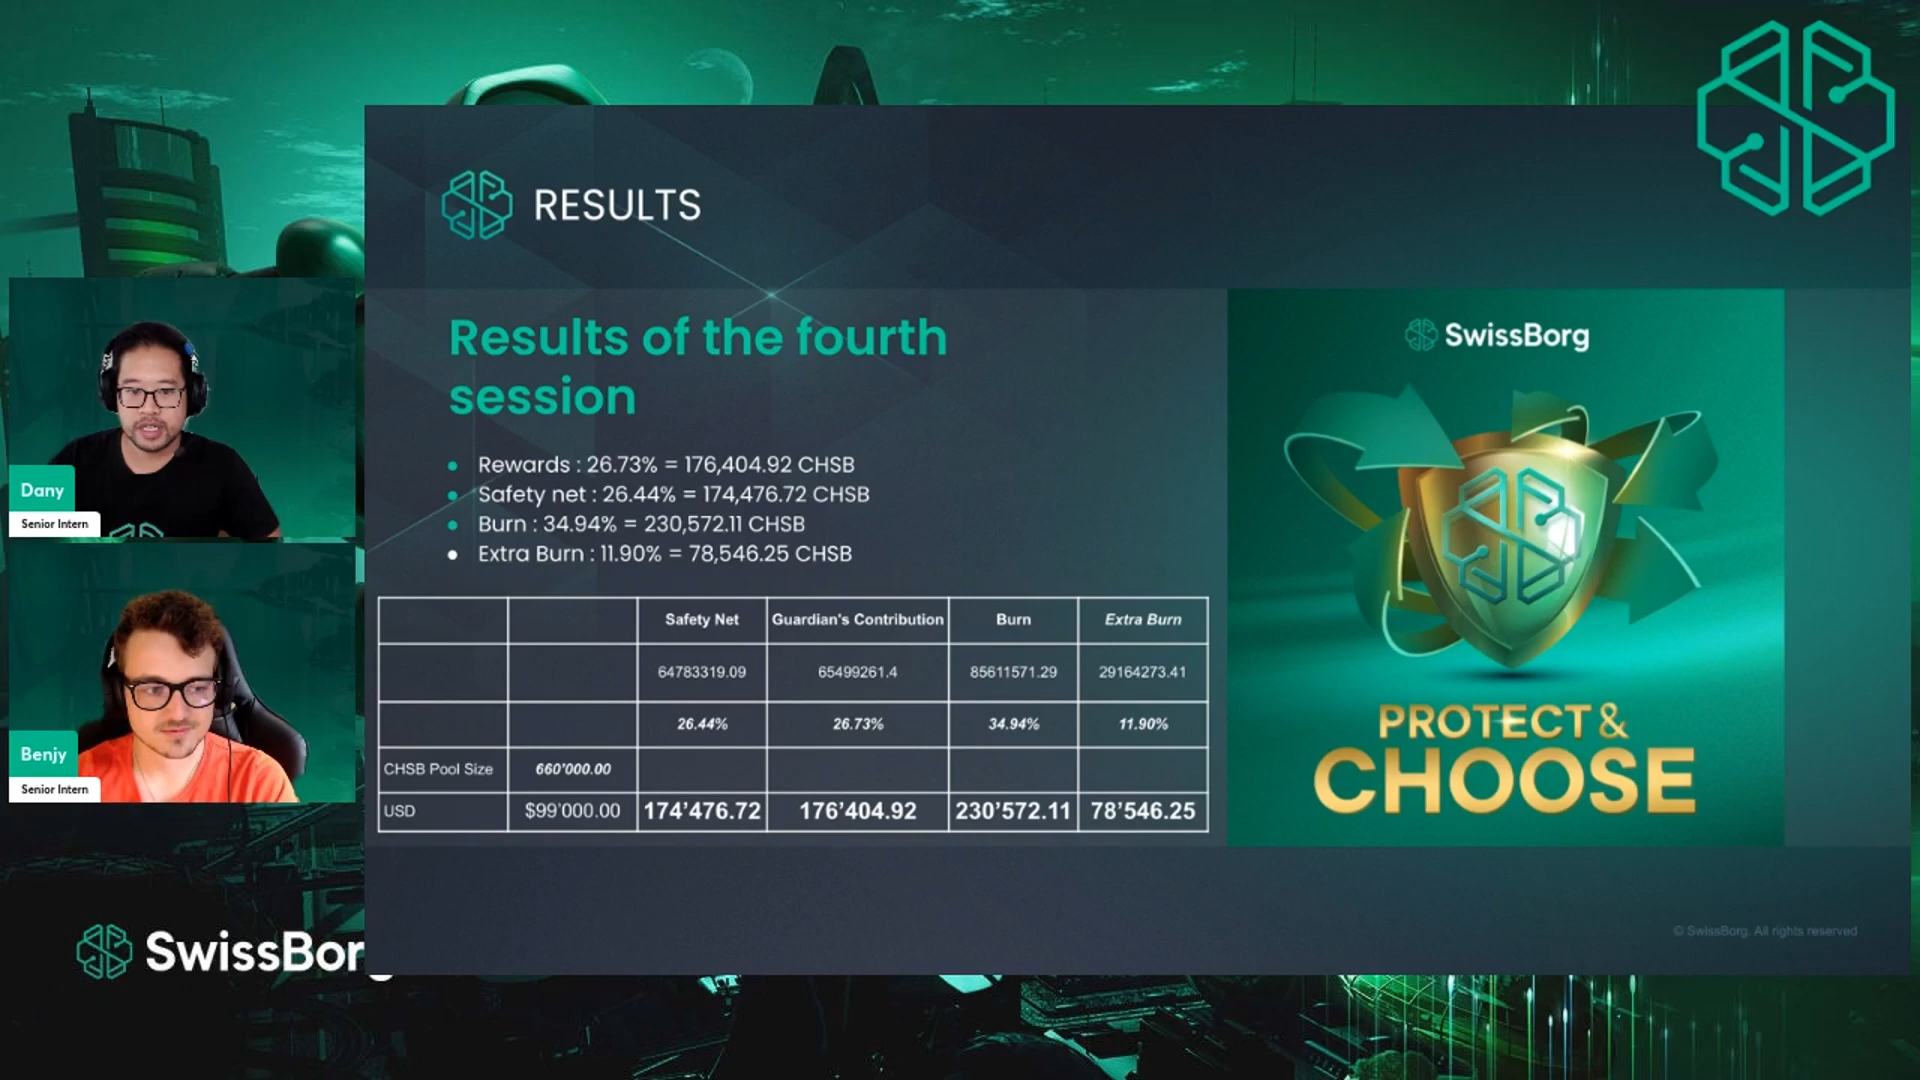 RESULTS
Results of the fourth
session
Rewards : 26.73% = 176,404.92 CHSB
Safety net : 26.44% = 174,476.72 CHSB
Burn : 34.94% = 230,572.11 CHSB
Extra Burn : 11.90% = 78,546.25 CHSB
Safety Net Guardian's Contribution Burn Extra Burn
64783319.09 65499261.4 85611571.29 29164273.41
26.44% 26.73% 34.94% 11.90%
CHSB Pool Size 660'000.00
USD $99'000.00 174'476.72 176'404.92 230'572.11 78'546.25
SwissBorg
PROTECT &
CHOOSE
Dany
Senior Intern
Benjy
Senior Intern
SwissBor
© SwissBorg. All rights reserved